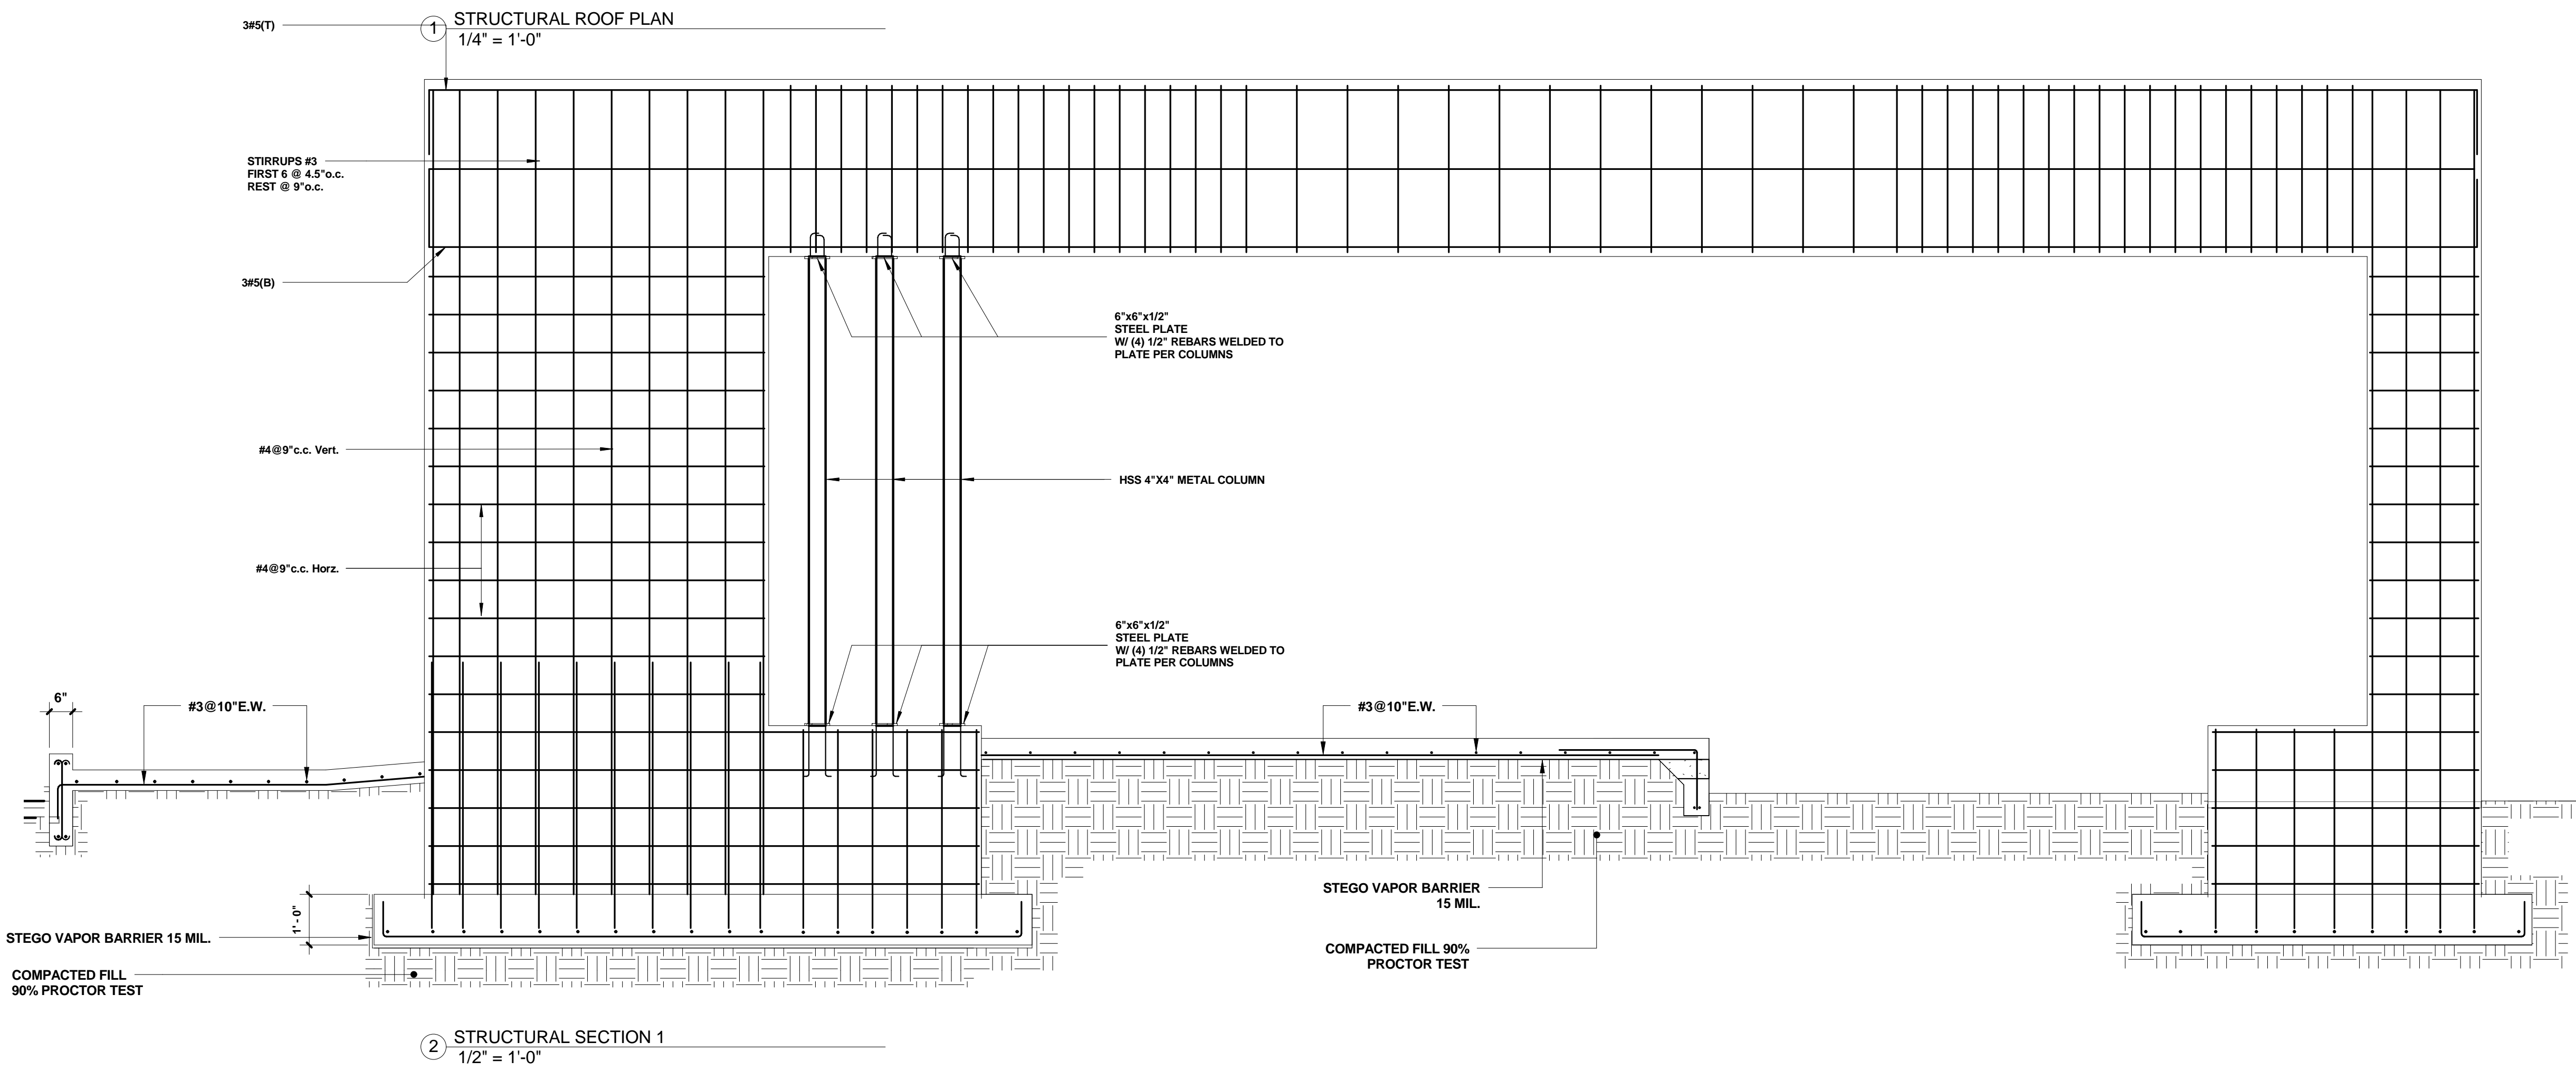 3#5(T)
1
STRUCTURAL ROOF PLAN
1/4" = 1'-0"
STIRRUPS #3
FIRST 6 @ 4.5"o.c.
REST @ 9"o.c.
3#5(B)
6"x6"x1/2"
STEEL PLATE
W/ (4) 1/2" REBARS WELDED TO
PLATE PER COLUMNS
#4@9"c.c. Vert.
HSS 4"X4" METAL COLUMN
#4@9"c.c. Horz.
6"x6"x1/2"
STEEL PLATE
W/ (4) 1/2" REBARS WELDED TO
PLATE PER COLUMNS
6"
#3@10"E.W.
#3@10"E.W.
STEGO VAPOR BARRIER
15 MIL.
1' - 0"
STEGO VAPOR BARRIER 15 MIL.
COMPACTED FILL 90%
PROCTOR TEST
COMPACTED FILL
90% PROCTOR TEST
2
STRUCTURAL SECTION 1
1/2" = 1'-0"